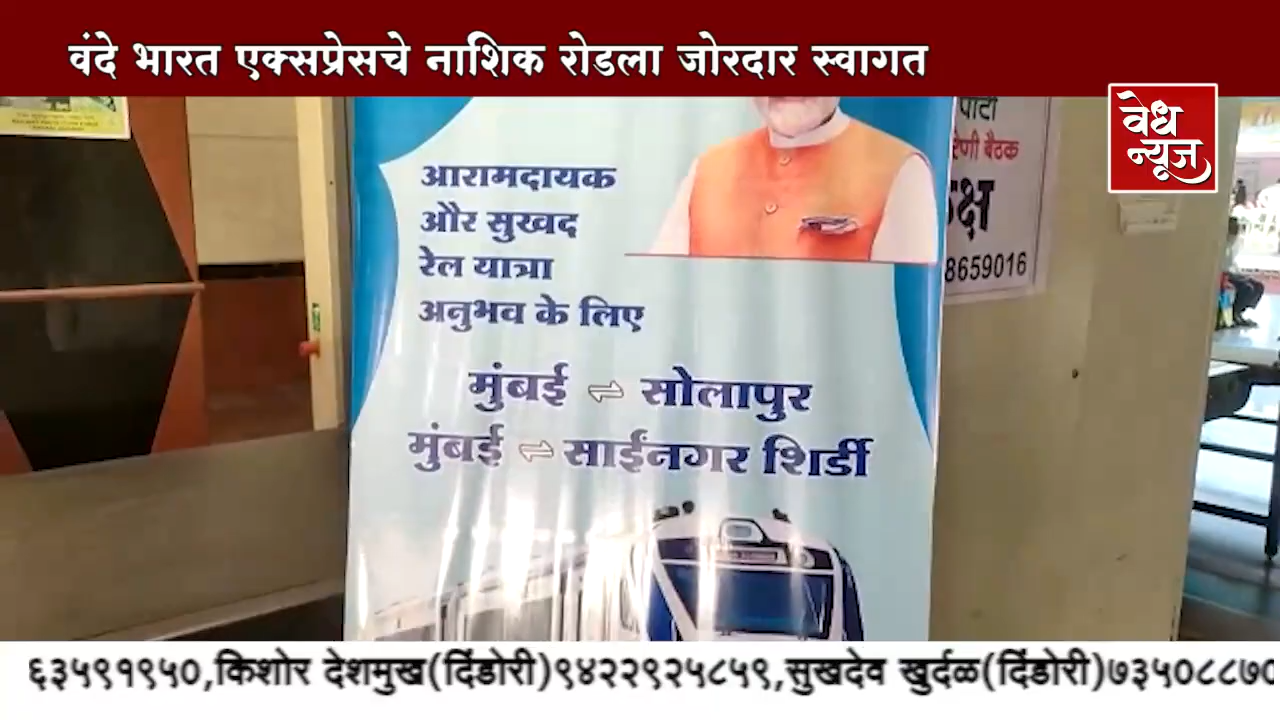 वंदे भारत एक्सप्रेसचे नाशिक रोडला जोरदार स्वागत
वेध
न्यूज
पार्टी
रेणी बैठक
क्ष
8659016
आरामदायक
और सुखद
रेल यात्रा
अनुभव के लिए
मुंबई ⇌ सोलापुर
मुंबई ⇌ साईंनगर शिर्डी
६३५९१९५०,किशोर देशमुख(दिंडोरी)९४२२९२५८५९,सुखदेव खुर्दळ(दिंडोरी)७३५०८८७०